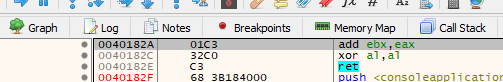 Graph Log Notes Breakpoints Memory Map Call Stack
0040182A 01C3 add ebx,eax
0040182C 32C0 xor al,al
0040182E C3 ret
0040182F 68 3B184000 push <consoleapplication